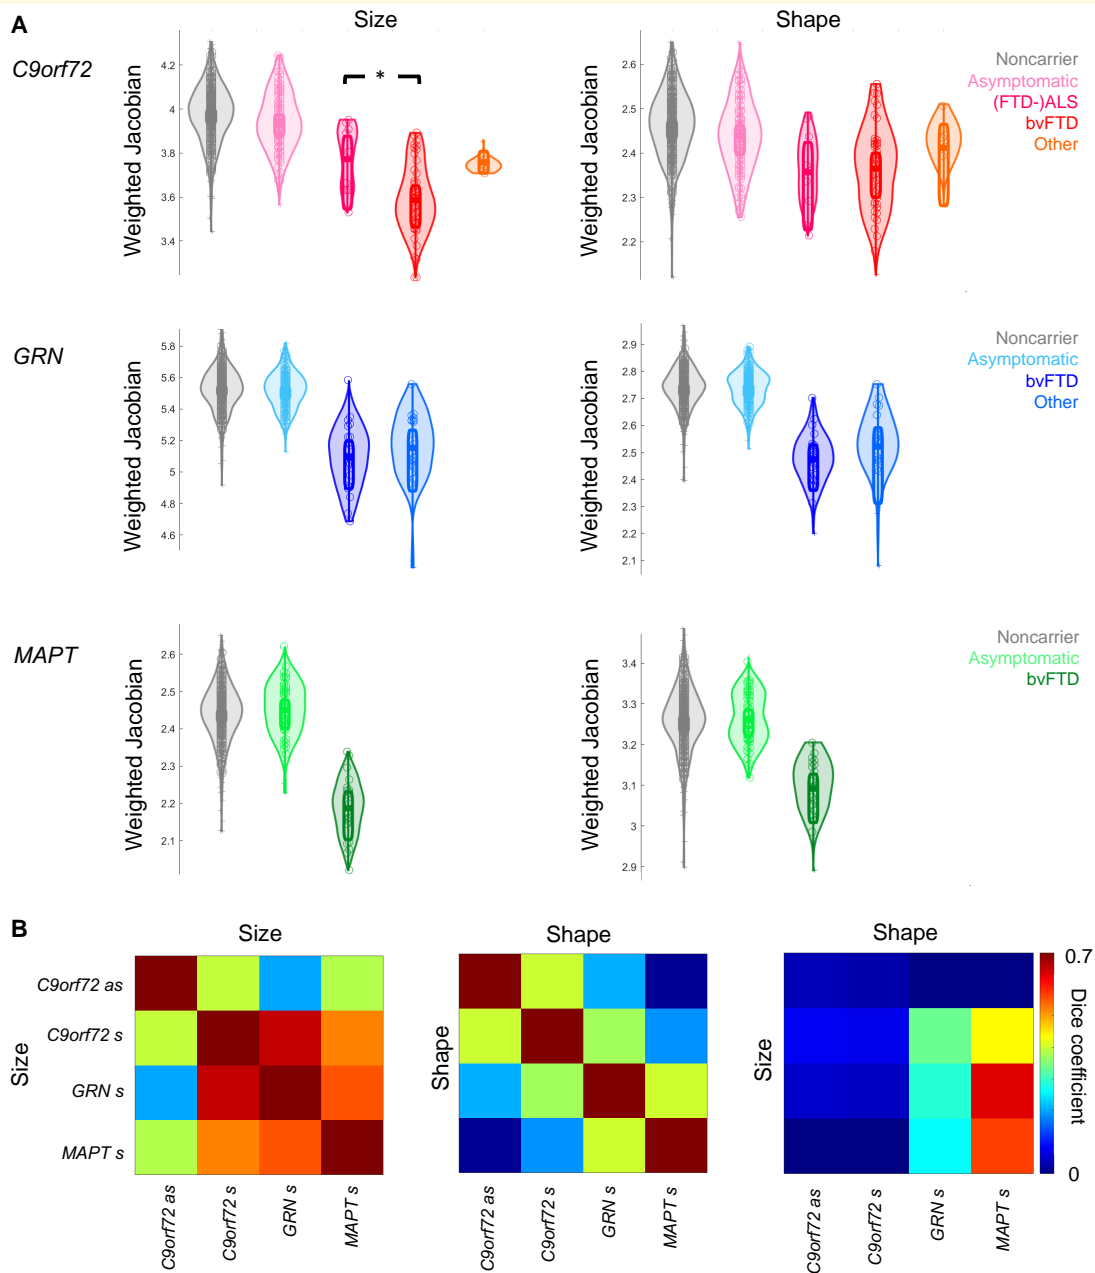 A
Size
Shape
C9orf72
Weighted Jacobian
4.2
4
3.8
3.6
3.4
*
Weighted Jacobian
2.6
2.5
2.4
2.3
2.2
Noncarrier
Asymptomatic
(FTD-)ALS
bvFTD
Other
GRN
Weighted Jacobian
5.8
5.6
5.4
5.2
5
4.8
4.6
Weighted Jacobian
2.9
2.8
2.7
2.6
2.5
2.4
2.3
2.2
2.1
Noncarrier
Asymptomatic
bvFTD
Other
MAPT
Weighted Jacobian
2.6
2.5
2.4
2.3
2.2
2.1
Weighted Jacobian
3.4
3.3
3.2
3.1
3
2.9
Noncarrier
Asymptomatic
bvFTD
B
Size
Size
C9orf72 as
C9orf72 s
GRN s
MAPT s
C9orf72 as
C9orf72 s
GRN s
MAPT s
Shape
Shape
C9orf72 as
C9orf72 s
GRN s
MAPT s
Shape
Size
C9orf72 as
C9orf72 s
GRN s
MAPT s
0.7
Dice coefficient
0